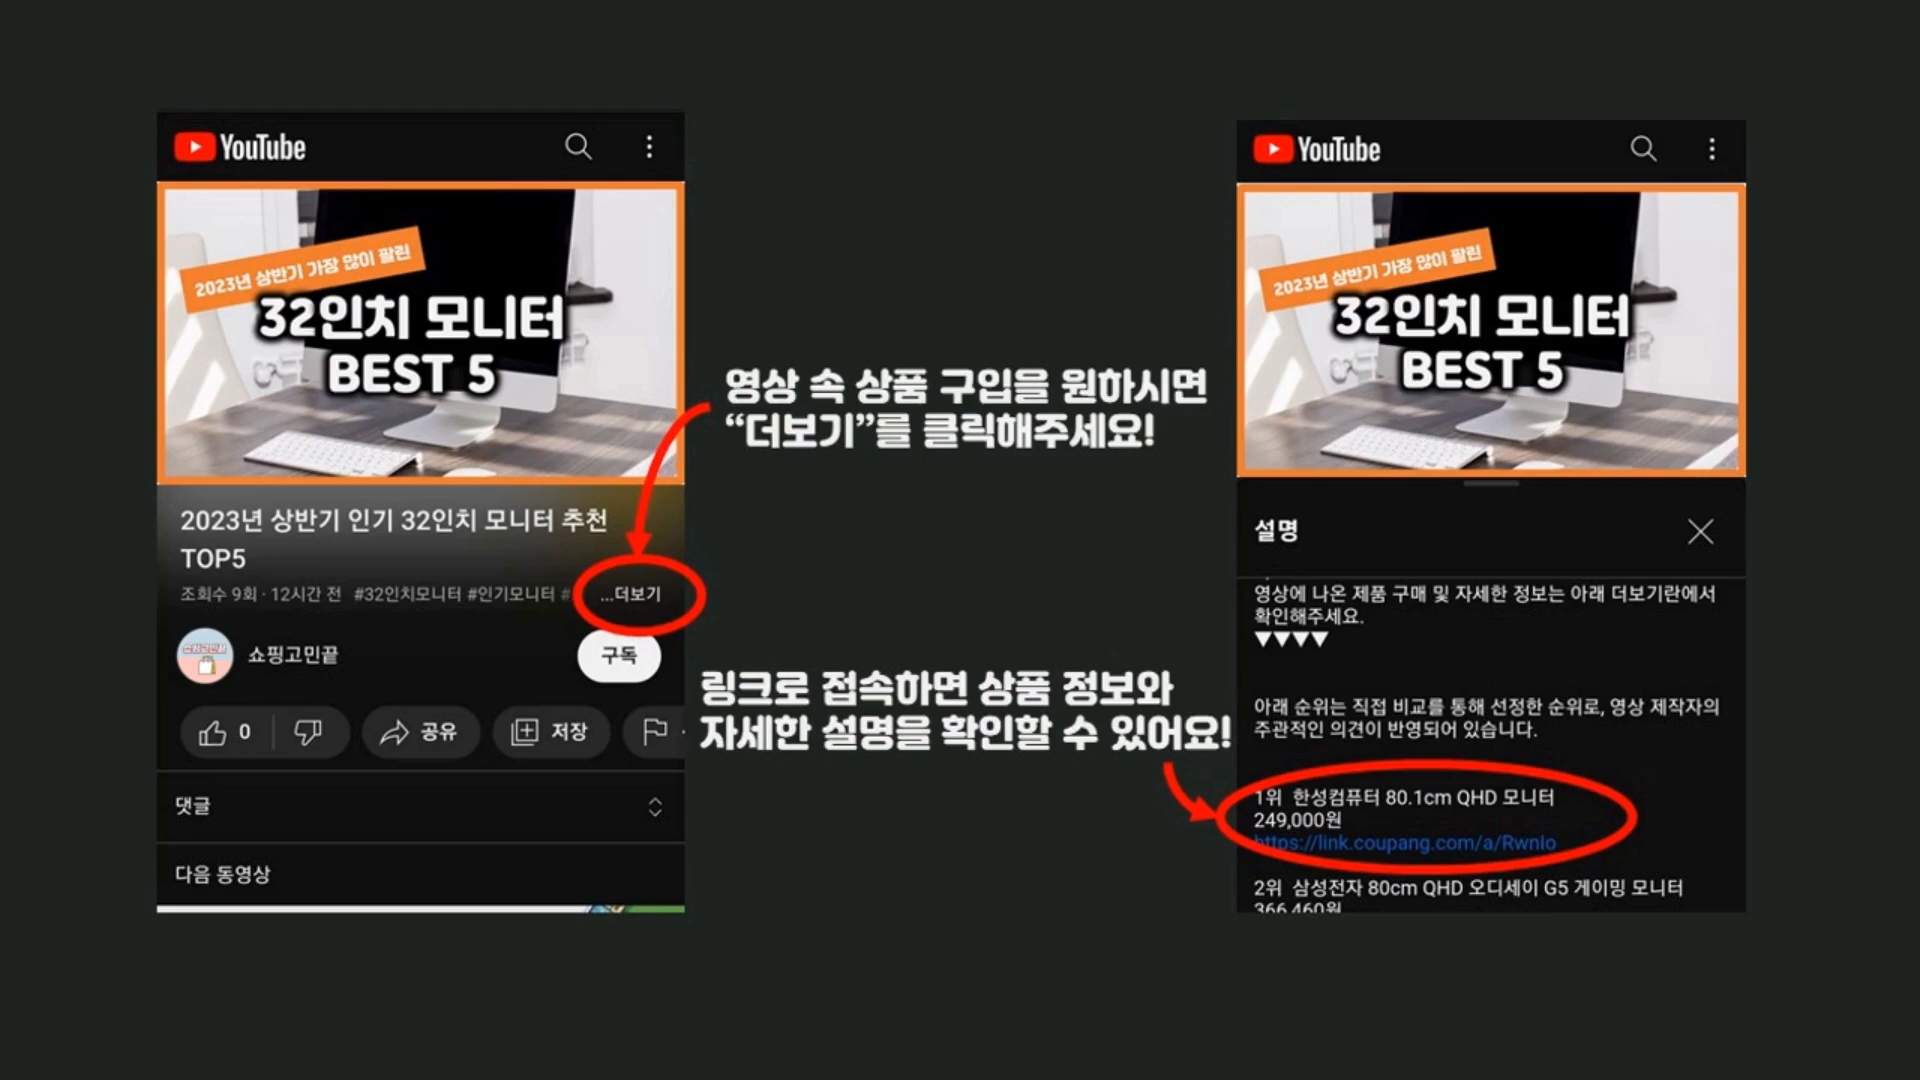 YouTube
2023년 상반기 가장 많이 팔린
32인치 모니터
BEST 5
2023년 상반기 인기 32인치 모니터 추천
TOP5
조회수 9회 · 12시간 전 #32인치모니터 #인기모니터 # ...더보기
쇼핑고민끝
쇼핑고민끝
구독
0
공유
저장
댓글
다음 동영상
영상 속 상품 구입을 원하시면
“더보기”를 클릭해주세요!
링크로 접속하면 상품 정보와
자세한 설명을 확인할 수 있어요!
YouTube
2023년 상반기 가장 많이 팔린
32인치 모니터
BEST 5
설명
영상에 나온 제품 구매 및 자세한 정보는 아래 더보기란에서
확인해주세요.
▼▼▼▼
아래 순위는 직접 비교를 통해 선정한 순위로, 영상 제작자의
주관적인 의견이 반영되어 있습니다.
1위 한성컴퓨터 80.1cm QHD 모니터
249,000원
https://link.coupang.com/a/RwnIo
2위 삼성전자 80cm QHD 오디세이 G5 게이밍 모니터
366,460원